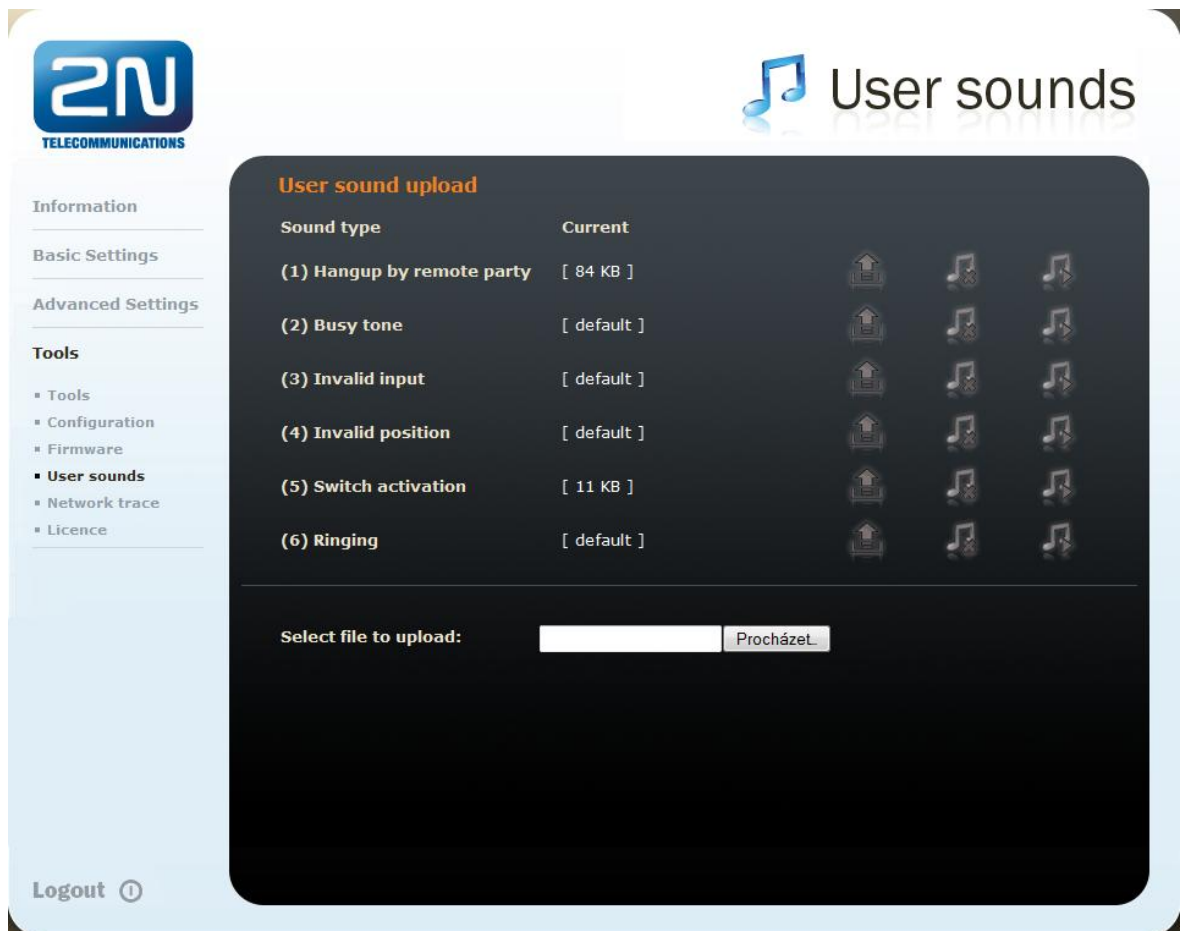 2N
TELECOMMUNICATIONS
User sounds
Information
Basic Settings
Advanced Settings
Tools
Tools
Configuration
Firmware
User sounds
Network trace
Licence
Logout
User sound upload
Sound type Current
(1) Hangup by remote party [ 84 KB ]
(2) Busy tone [ default ]
(3) Invalid input [ default ]
(4) Invalid position [ default ]
(5) Switch activation [ 11 KB ]
(6) Ringing [ default ]
Select file to upload: Procházet..